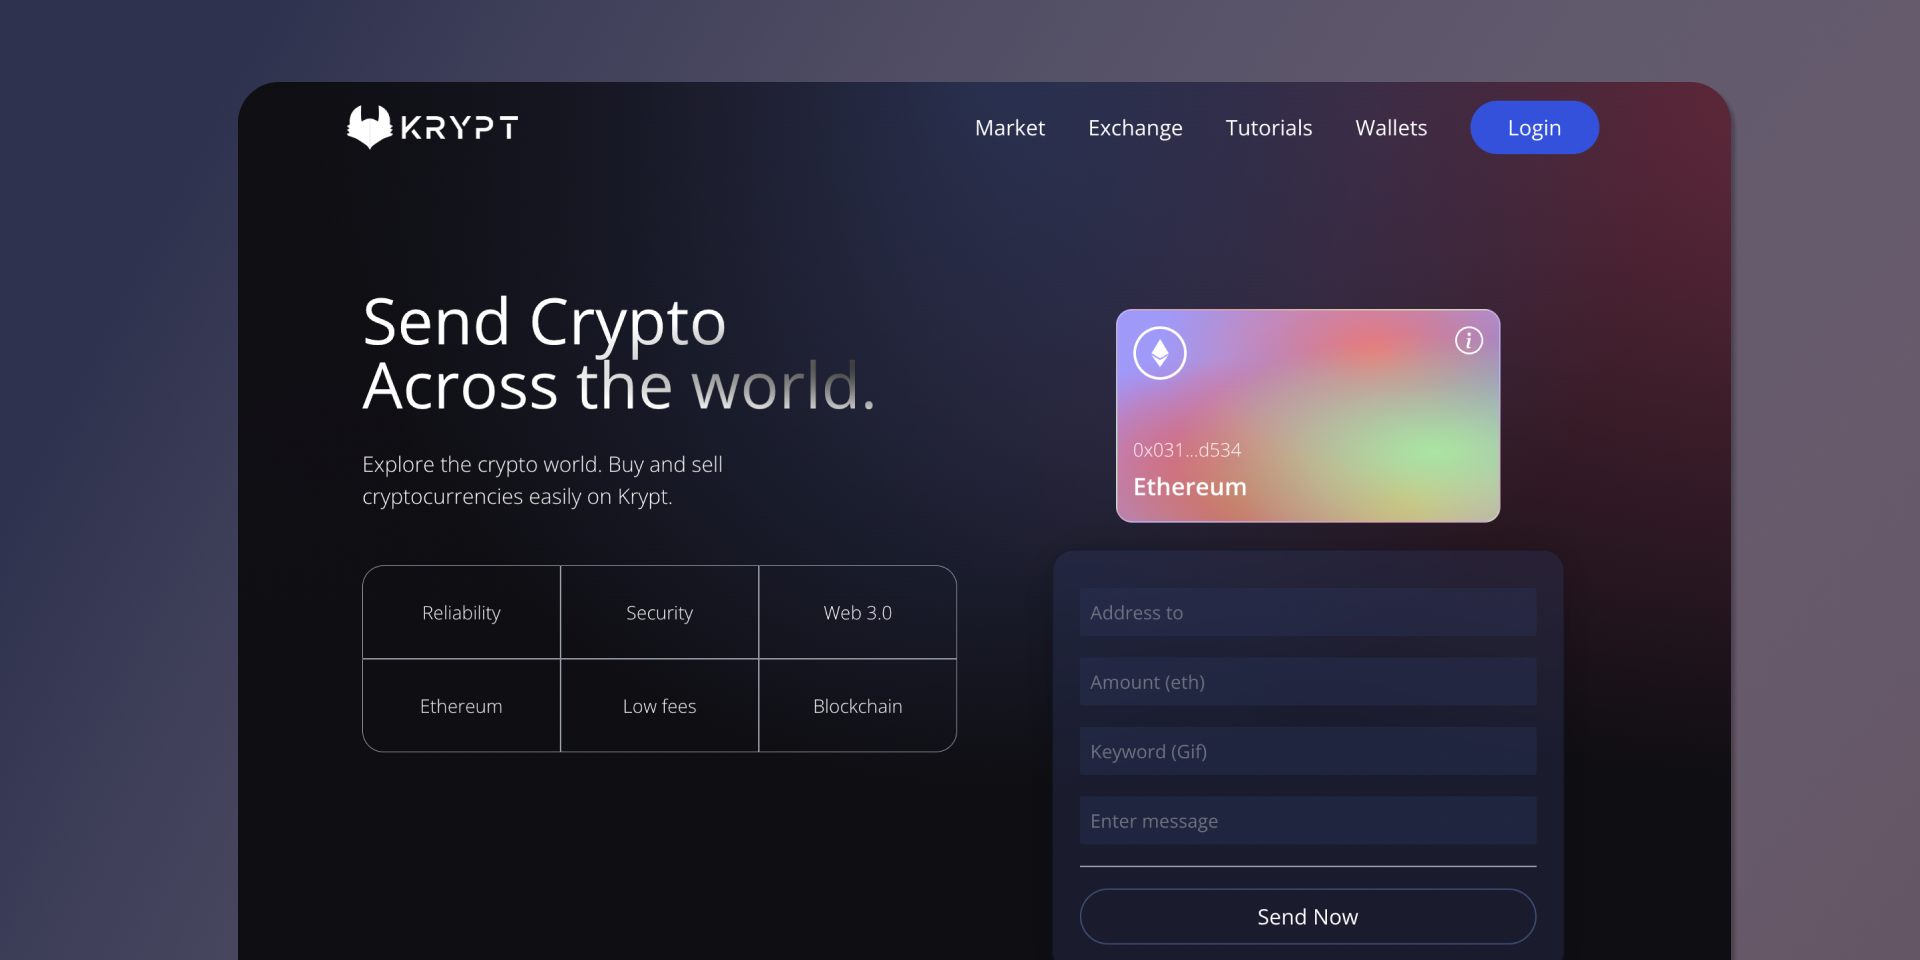 KRYPT
Market Exchange Tutorials Wallets Login
Send Crypto
Across the world.
Explore the crypto world. Buy and sell
cryptocurrencies easily on Krypt.
Reliability Security Web 3.0
Ethereum Low fees Blockchain
i
0x031...d534
Ethereum
Address to
Amount (eth)
Keyword (Gif)
Enter message
Send Now